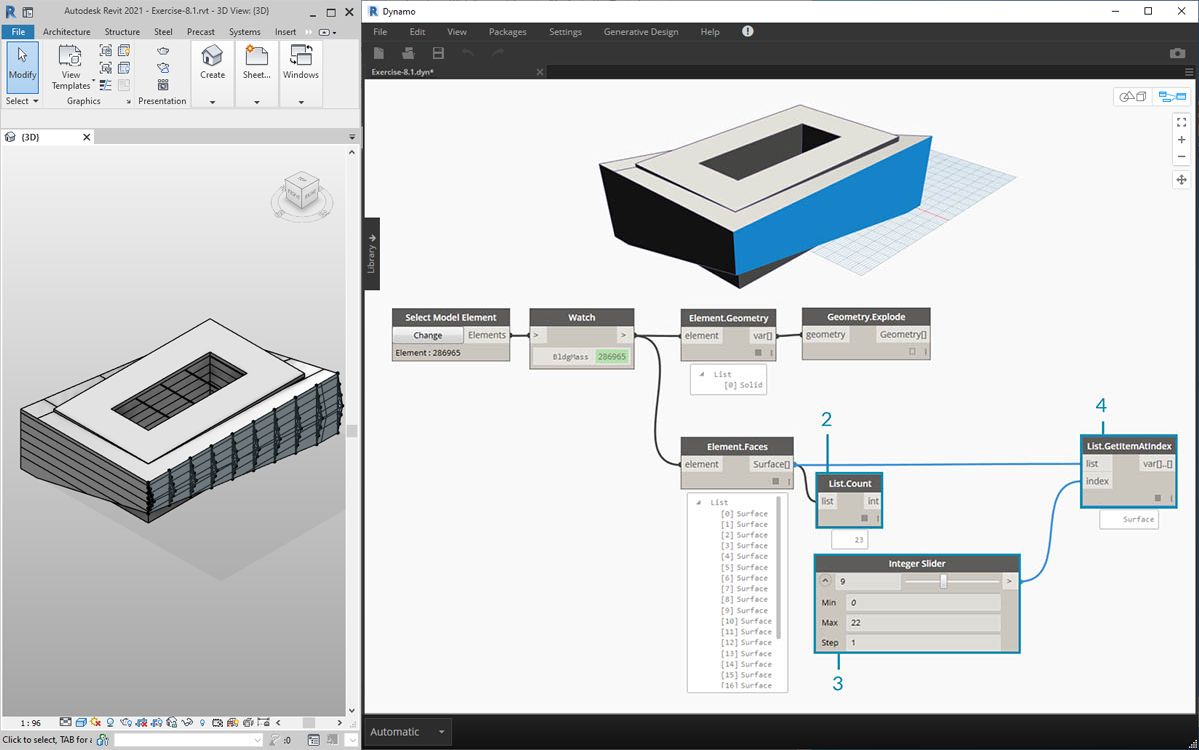 Autodesk Revit 2021 - Exercise-8.1.rvt - 3D View: {3D}
File Architecture Structure Steel Precast Systems Insert
Modify
View Templates
Create
Sheet...
Windows
Select
Graphics
Presentation
{3D}
1 : 96
Click to select, TAB for a
:0
Dynamo
File Edit View Packages Settings Generative Design Help
Exercise-8.1.dyn*
Library
Select Model Element
Change
Elements
Element : 286965
Watch
>
>
BldgMass 286965
Element.Geometry
element var[]
List
[0] Solid
Geometry.Explode
geometry Geometry[]
Element.Faces
element Surface[]
List
[0] Surface
[1] Surface
[2] Surface
[3] Surface
[4] Surface
[5] Surface
[6] Surface
[7] Surface
[8] Surface
[9] Surface
[10] Surface
[11] Surface
[12] Surface
[13] Surface
[14] Surface
[15] Surface
[16] Surface
2
List.Count
list int
23
Integer Slider
9 >
Min 0
Max 22
Step 1
3
4
List.GetItemAtIndex
list var[]..[]
index
Surface
Automatic